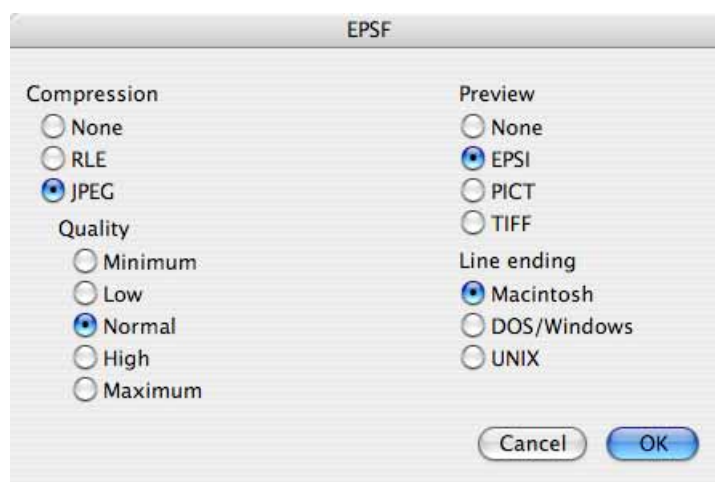 EPSF
Compression
None
RLE
JPEG
Quality
Minimum
Low
Normal
High
Maximum
Preview
None
EPSI
PICT
TIFF
Line ending
Macintosh
DOS/Windows
UNIX
Cancel
OK